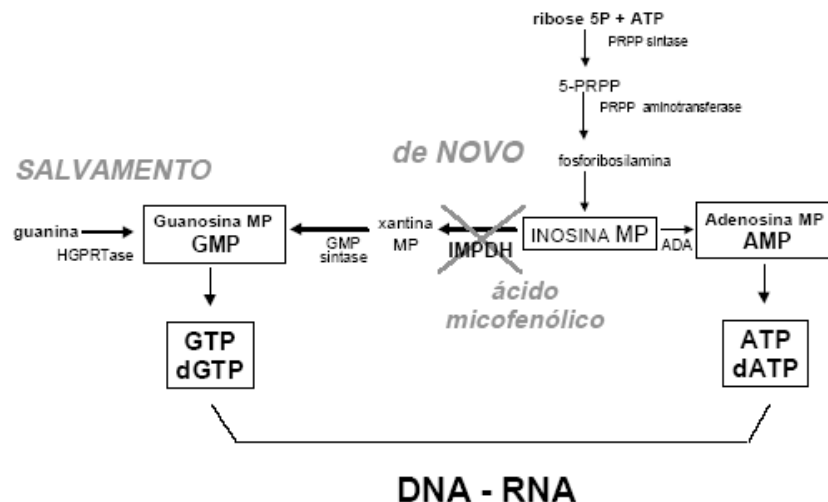 ribose 5P + ATP
PRPP sintase
5-PRPP
PRPP aminotransferase
de NOVO
SALVAMENTO
fosforibosilamina
guanina
HGPRTase
Guanosina MP
GMP
GMP
sintase
xantina
MP
IMPDH
INOSINA MP
ADA
Adenosina MP
AMP
ácido
micofenólico
GTP
dGTP
ATP
dATP
DNA - RNA